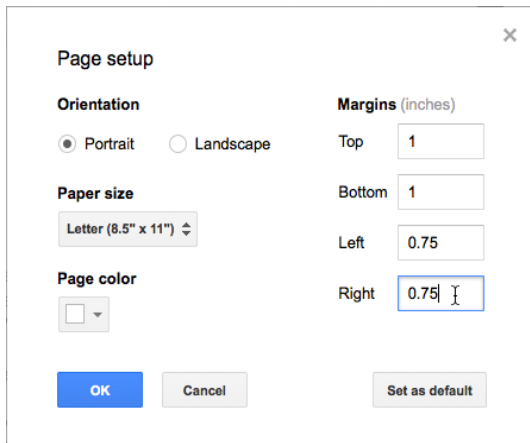 Page setup
Orientation
Portrait
Landscape
Paper size
Letter (8.5" x 11")
Page color
Margins (inches)
Top
1
Bottom
1
Left
0.75
Right
0.75
OK
Cancel
Set as default